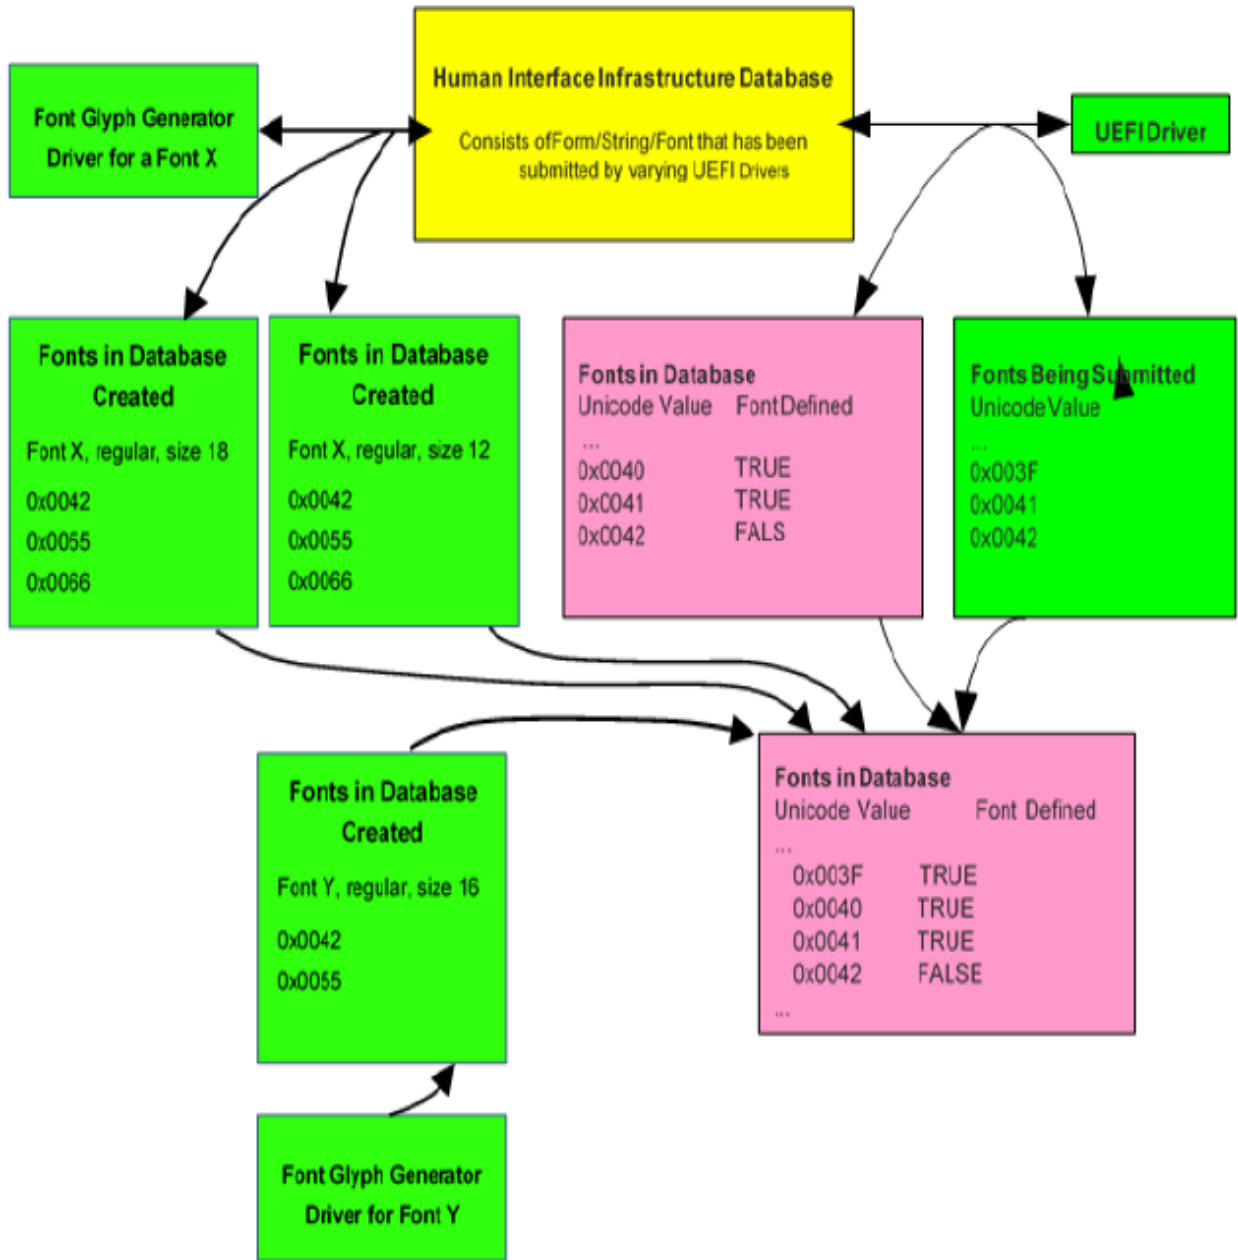 Font Glyph Generator
Driver for a Font X
Human Interface Infrastructure Database
Consists of Form/String/Font that has been
submitted by varying UEFI Drivers
UEFI Driver
Fonts in Database
Created
Font X, regular, size 18
0x0042
0x0055
0x0066
Fonts in Database
Created
Font X, regular, size 12
0x0042
0x0055
0x0066
Fonts in Database
Unicode Value Font Defined
...
0x0040 TRUE
0x0041 TRUE
0x0042 FALS
Fonts Being Submitted
Unicode Value
...
0x003F
0x0041
0x0042
Fonts in Database
Created
Font Y, regular, size 16
0x0042
0x0055
Fonts in Database
Unicode Value Font Defined
...
0x003F TRUE
0x0040 TRUE
0x0041 TRUE
0x0042 FALSE
...
Font Glyph Generator
Driver for Font Y